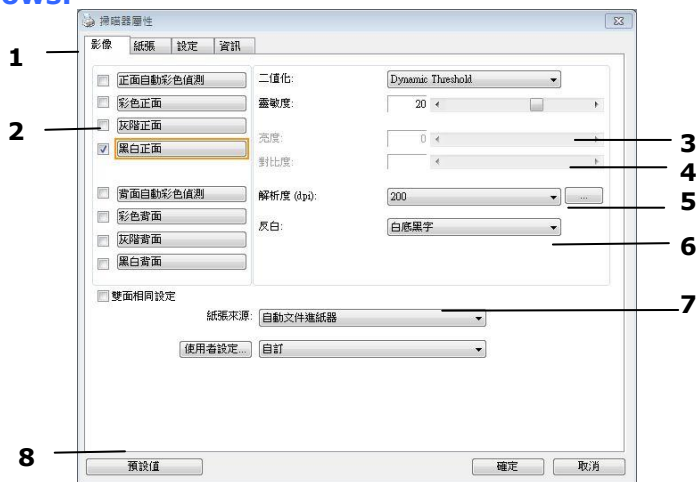 ows.
掃瞄器屬性
影像 紙張 設定 資訊
1
正面自動彩色偵測 二值化: Dynamic Threshold
彩色正面 靈敏度: 20
2 灰階正面
黑白正面 亮度: 0 3
對比度: 4
背面自動彩色偵測 解析度 (dpi): 200 ... 5
彩色背面 反白: 白底黑字
灰階背面 6
黑白背面
雙面相同設定 7
紙張來源: 自動文件進紙器
使用者設定... 自訂
8
預設值 確定 取消